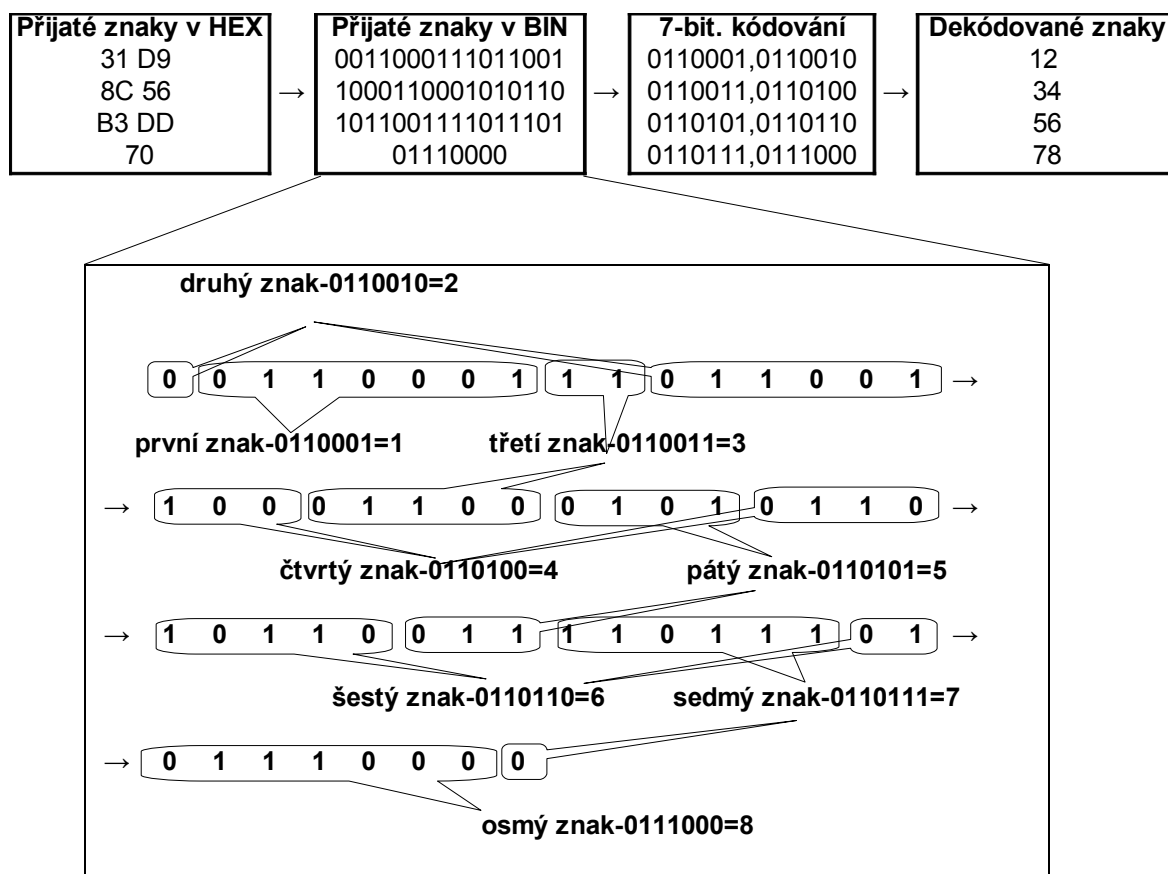 Přijaté znaky v HEX
31 D9
8C 56
B3 DD
70
→
Přijaté znaky v BIN
0011000111011001
1000110001010110
1011001111011101
01110000
→
7-bit. kódování
0110001,0110010
0110011,0110100
0110101,0110110
0110111,0111000
→
Dekódované znaky
12
34
56
78
druhý znak-0110010=2
0 0 1 1 0 0 0 1 1 1 0 1 1 0 0 1 →
první znak-0110001=1 třetí znak-0110011=3
→ 1 0 0 0 1 1 0 0 0 1 0 1 0 1 1 0 →
čtvrtý znak-0110100=4 pátý znak-0110101=5
→ 1 0 1 1 0 0 1 1 1 1 0 1 1 1 0 1 →
šestý znak-0110110=6 sedmý znak-0110111=7
→ 0 1 1 1 0 0 0 0
osmý znak-0111000=8